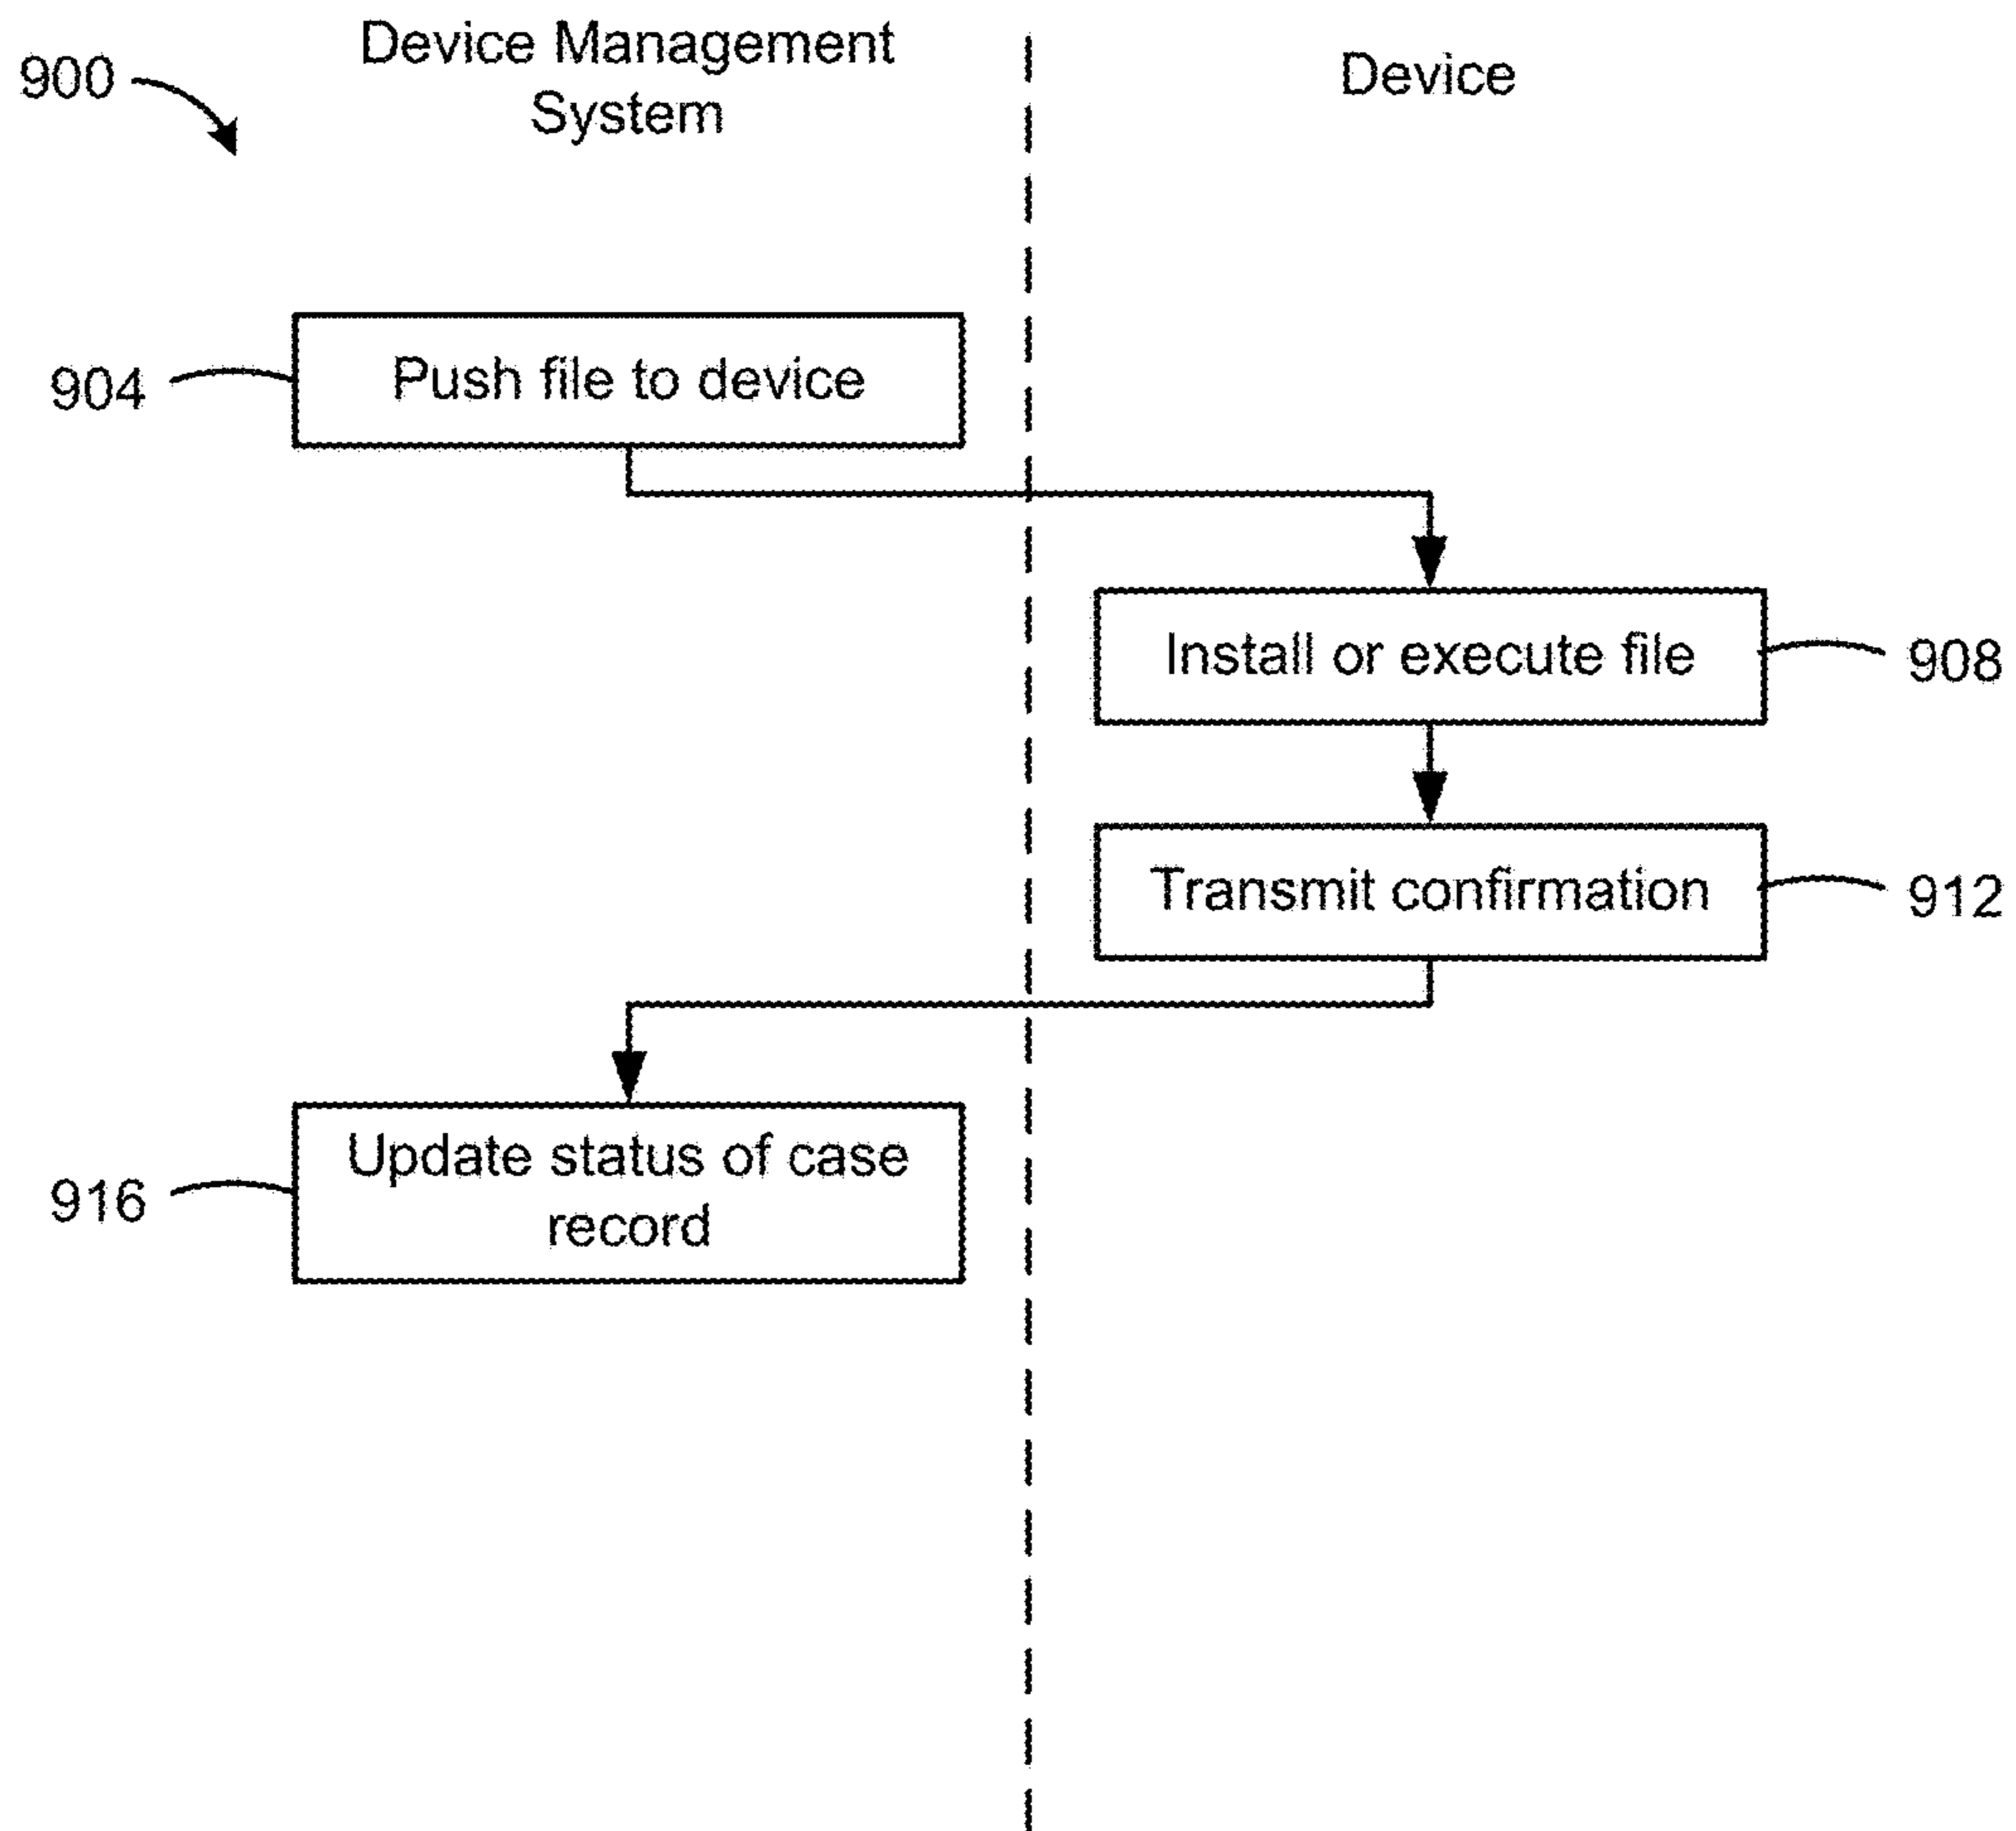 900
Device Management
System
Device
904
Push file to device
Install or execute file
908
Transmit confirmation
912
916
Update status of case
record